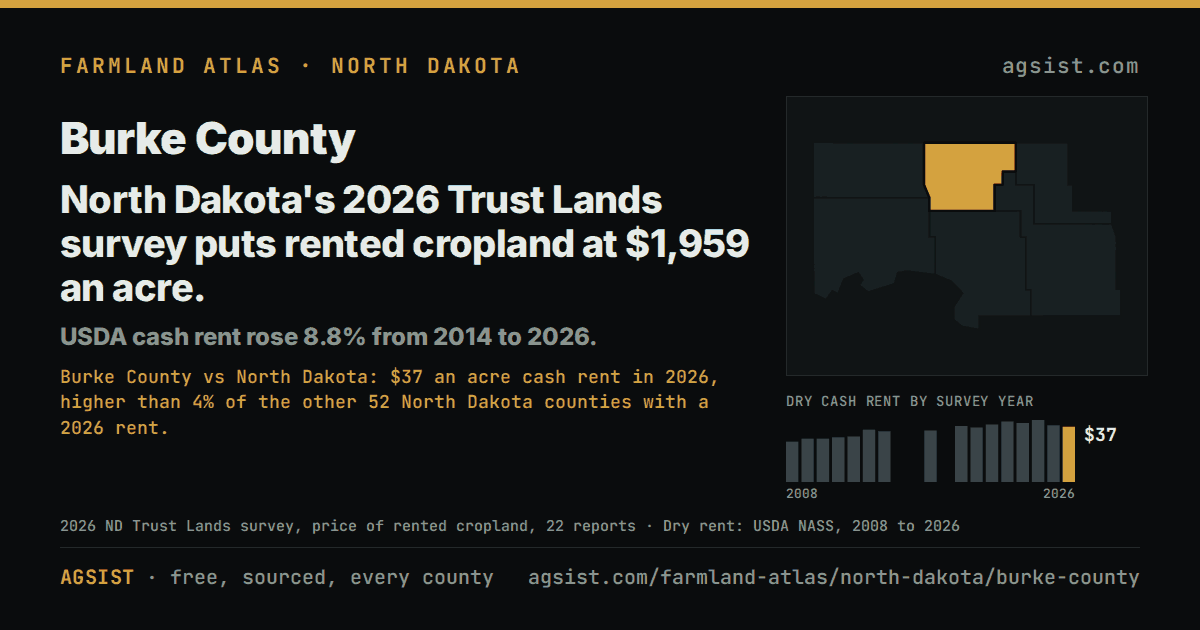 FARMLAND ATLAS · NORTH DAKOTA
agsist.com
Burke County
North Dakota's 2026 Trust Lands
survey puts rented cropland at $1,959
an acre.
USDA cash rent rose 8.8% from 2014 to 2026.
Burke County vs North Dakota: $37 an acre cash rent in 2026,
higher than 4% of the other 52 North Dakota counties with a
2026 rent.
DRY CASH RENT BY SURVEY YEAR
$37
2008
2026
2026 ND Trust Lands survey, price of rented cropland, 22 reports · Dry rent: USDA NASS, 2008 to 2026
AGSIST · free, sourced, every county
agsist.com/farmland-atlas/north-dakota/burke-county